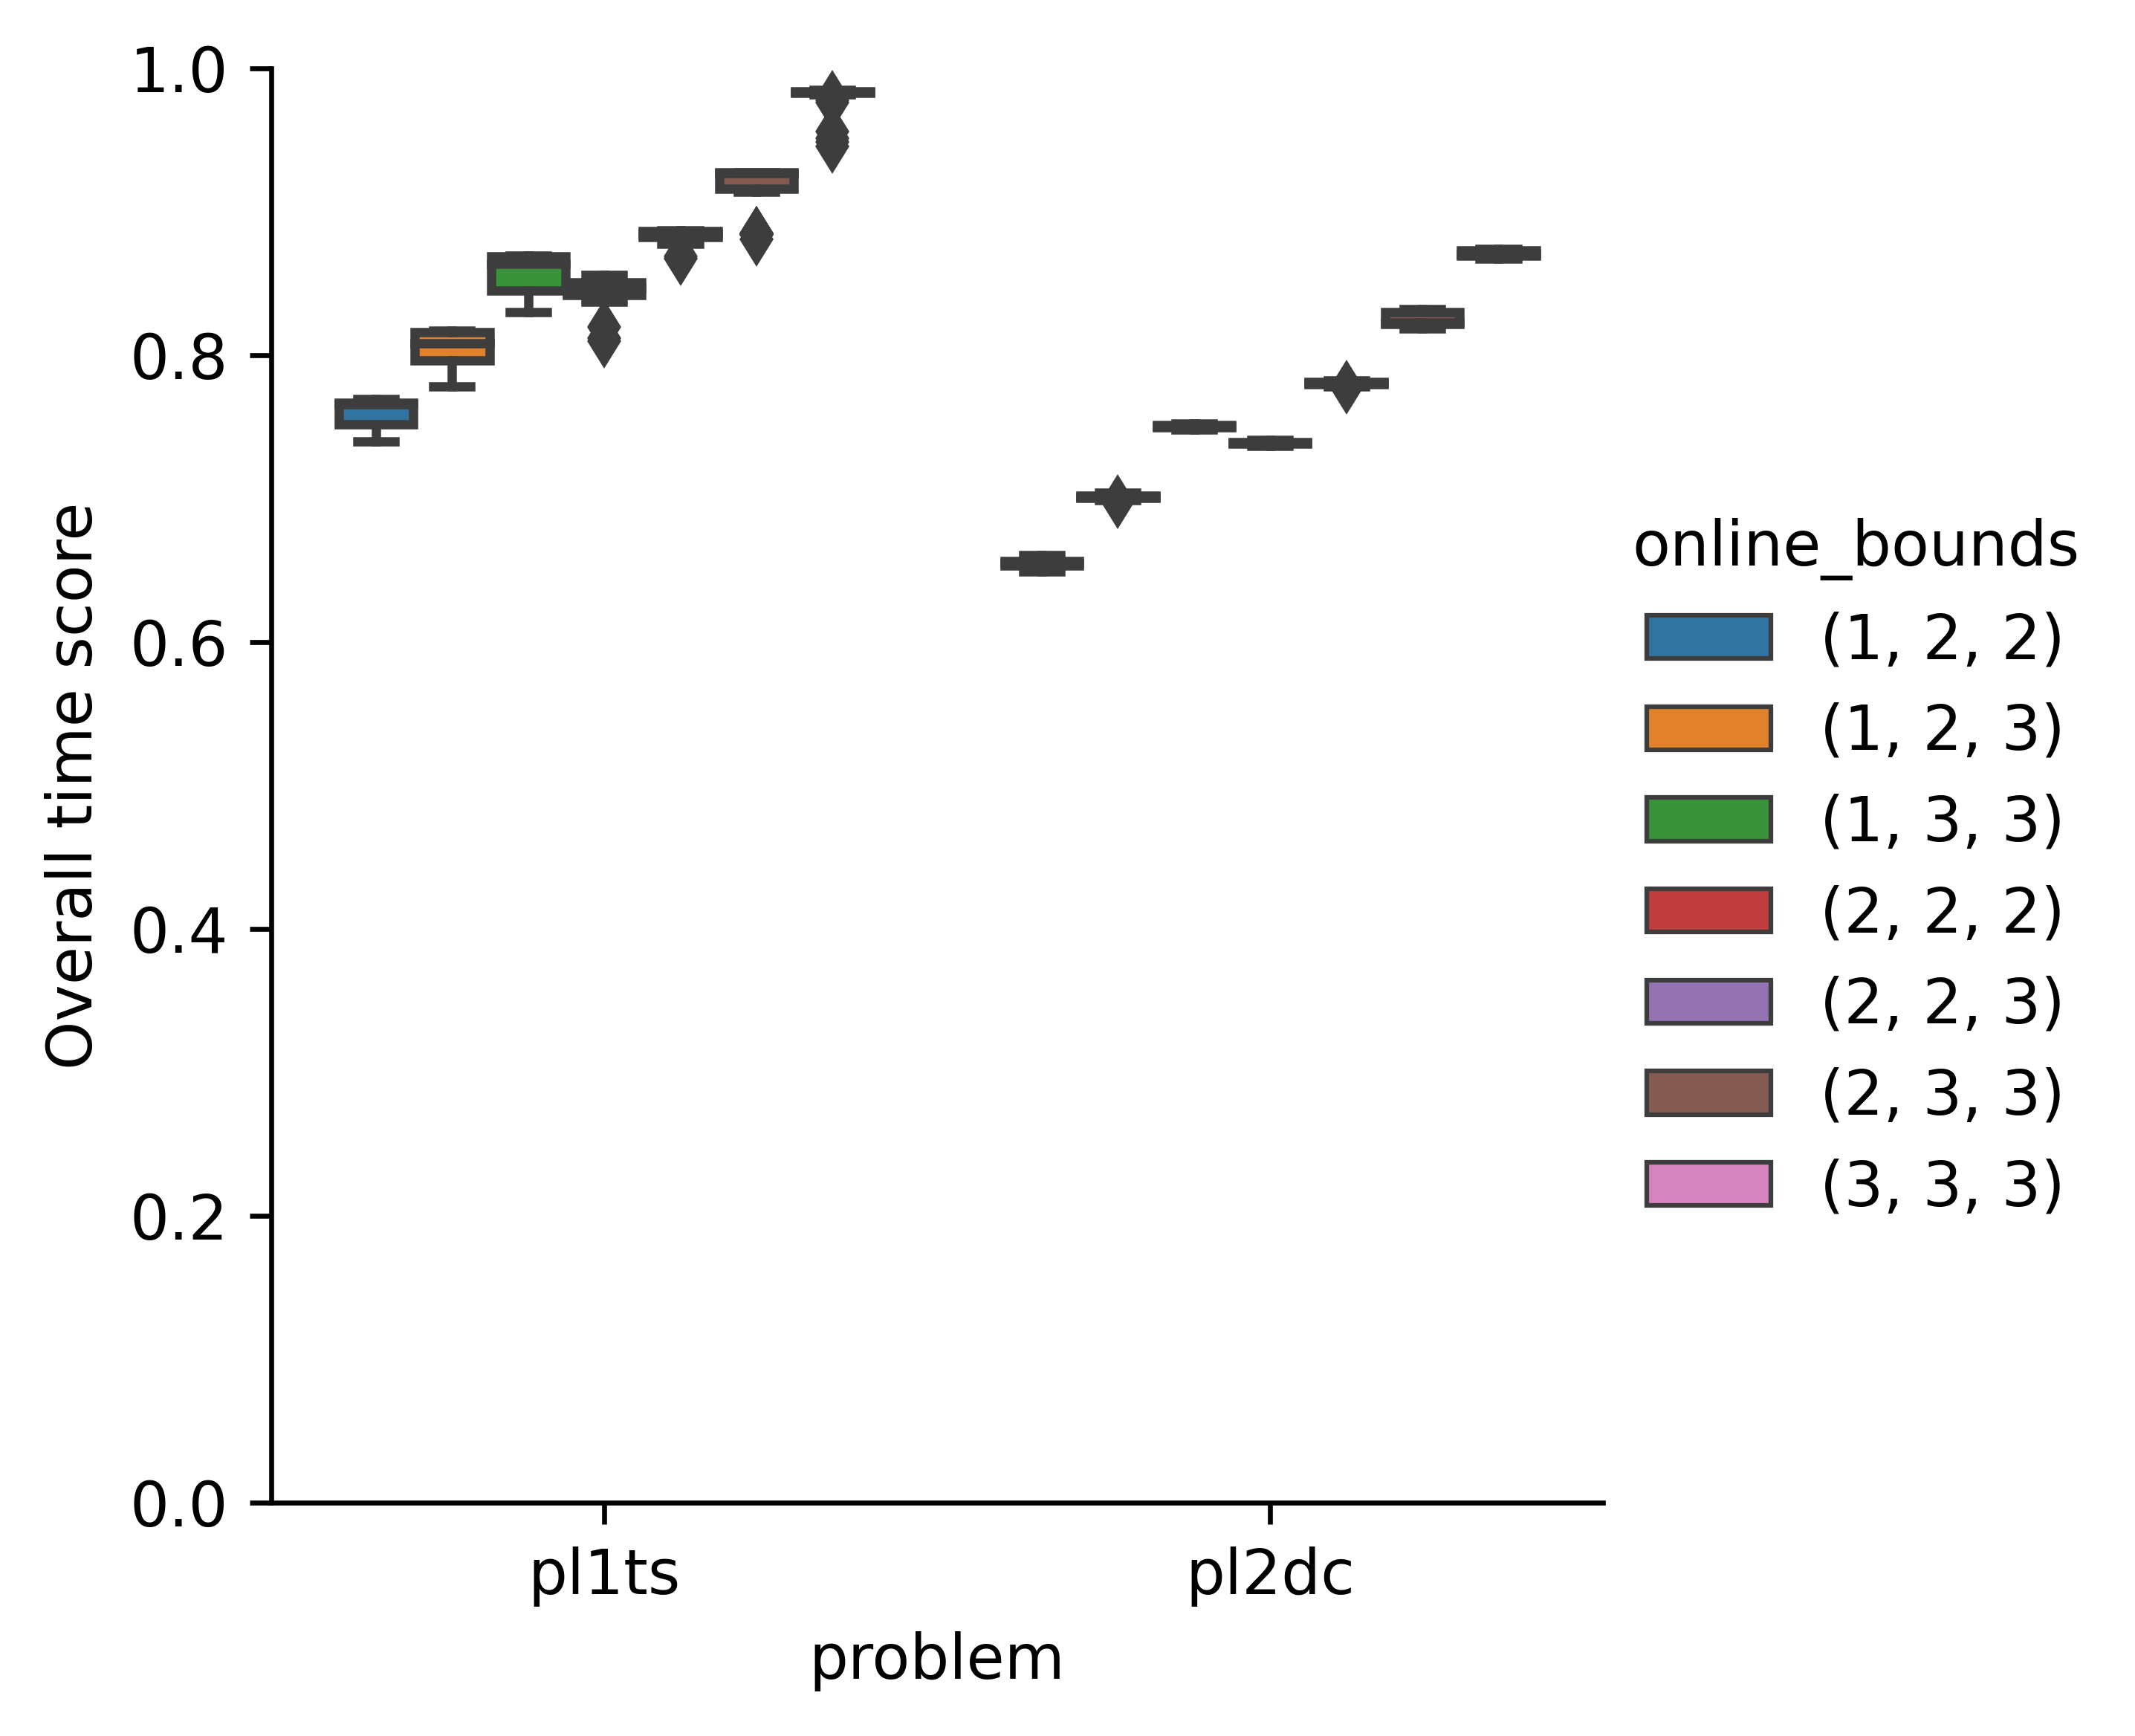 1.0
0.8
0.6
0.4
0.2
0.0
Overall time score
pl1ts
pl2dc
problem
online_bounds
(1, 2, 2)
(1, 2, 3)
(1, 3, 3)
(2, 2, 2)
(2, 2, 3)
(2, 3, 3)
(3, 3, 3)